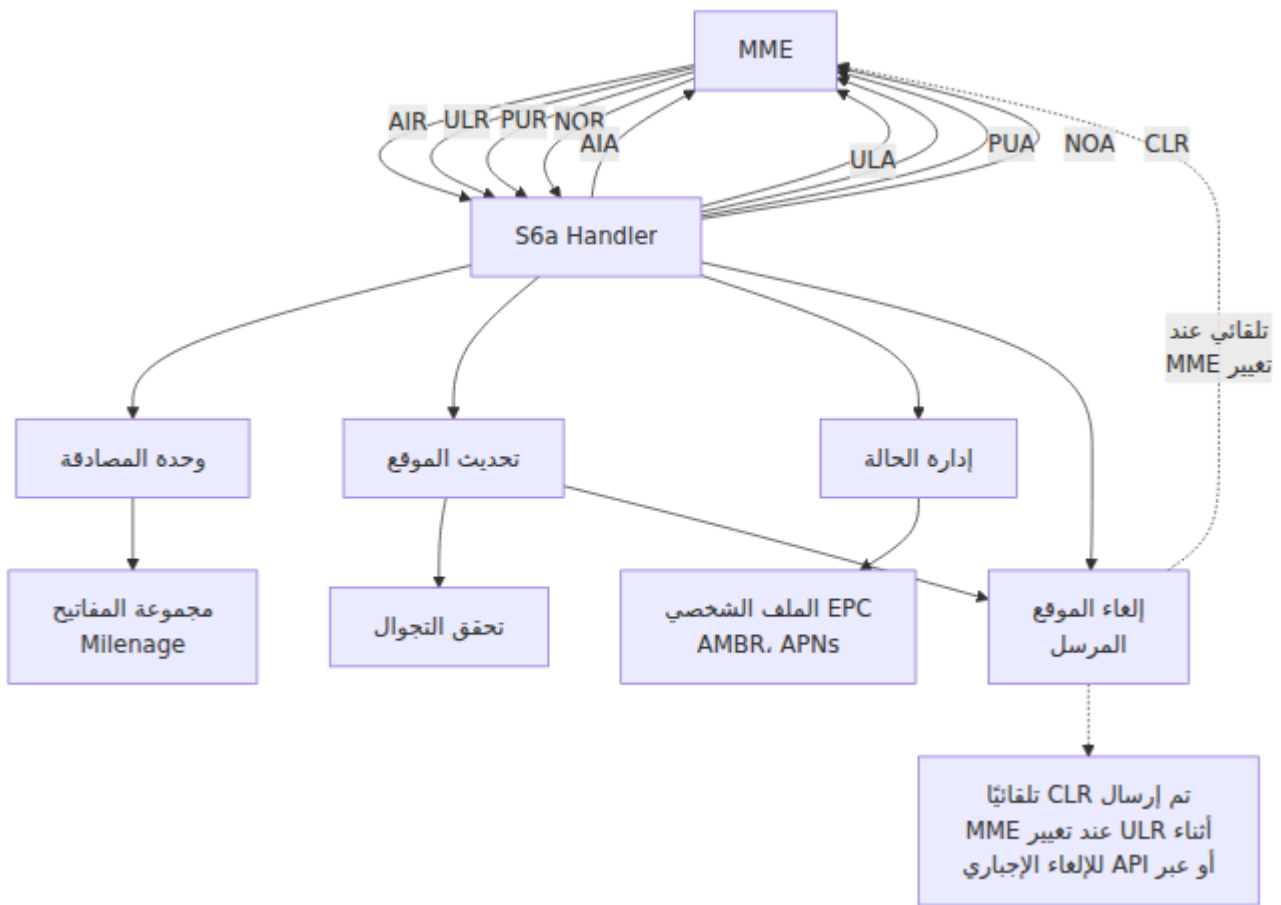 MME
AIR
ULR
PUR
NOR
AIA
ULA
PUA
NOA
CLR
S6a Handler
تلقائي عند
تغيير MME
وحدة المصادقة
تحديث الموقع
إدارة الحالة
مجموعة المفاتيح
Milenage
تحقق التجوال
الملف الشخصي EPC
AMBR، APNs
إلغاء الموقع
المرسل
تم إرسال CLR تلقائيًا
أثناء ULR عند تغيير MME
أو عبر API للإلغاء الإجباري